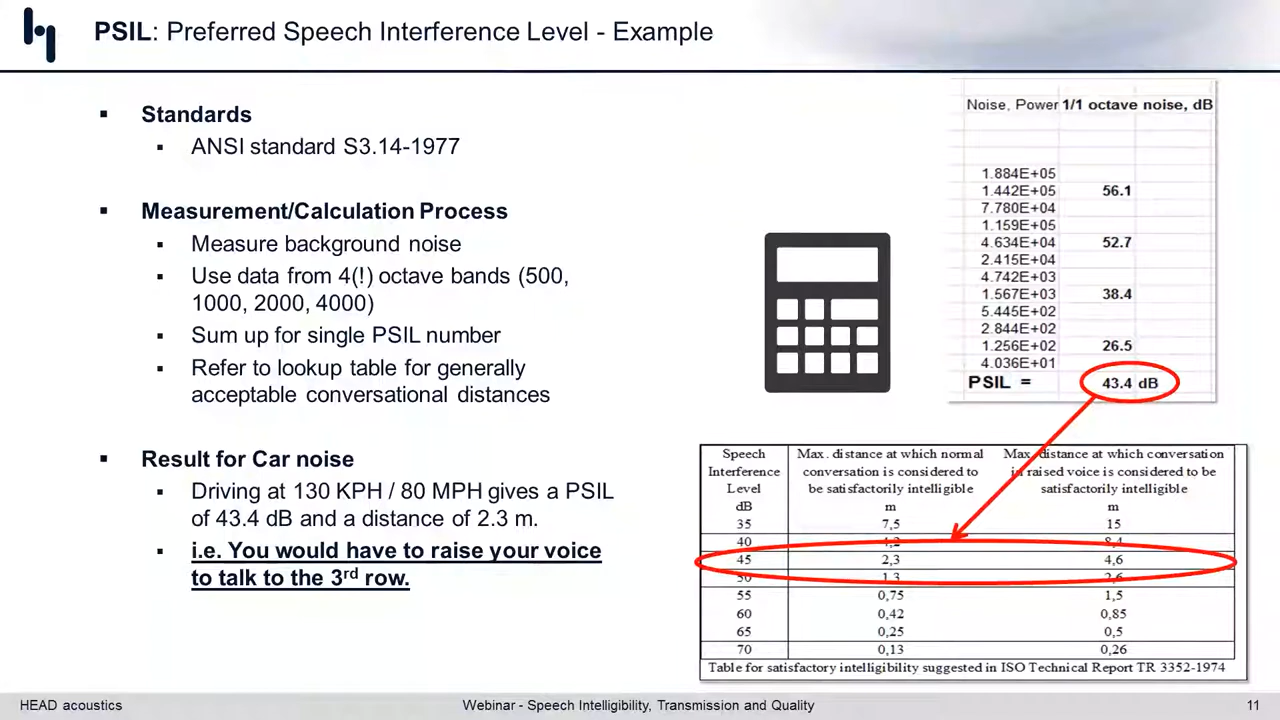 PSIL: Preferred Speech Interference Level - Example
Standards
ANSI standard S3.14-1977
Measurement/Calculation Process
Measure background noise
Use data from 4(!) octave bands (500,
1000, 2000, 4000)
Sum up for single PSIL number
Refer to lookup table for generally
acceptable conversational distances
Result for Car noise
Driving at 130 KPH / 80 MPH gives a PSIL
of 43.4 dB and a distance of 2.3 m.
i.e. You would have to raise your voice
to talk to the 3rd row.
Noise, Power 1/1 octave noise, dB
1.884E+05
1.442E+05 56.1
7.780E+04
1.159E+05
4.634E+04 52.7
2.415E+04
4.742E+03
1.567E+03 38.4
5.445E+02
2.844E+02
1.256E+02 26.5
4.036E+01
PSIL = 43.4 dB
Speech Max. distance at which normal Max. distance at which conversation
Interference conversation is considered to in raised voice is considered to be
Level be satisfactorily intelligible satisfactorily intelligible
dB m m
35 7,5 15
40 4,2 8,4
45 2,3 4,6
50 1,3 2,6
55 0,75 1,5
60 0,42 0,85
65 0,25 0,5
70 0,13 0,26
Table for satisfactory intelligibility suggested in ISO Technical Report TR 3352-1974
HEAD acoustics Webinar - Speech Intelligibility, Transmission and Quality 11